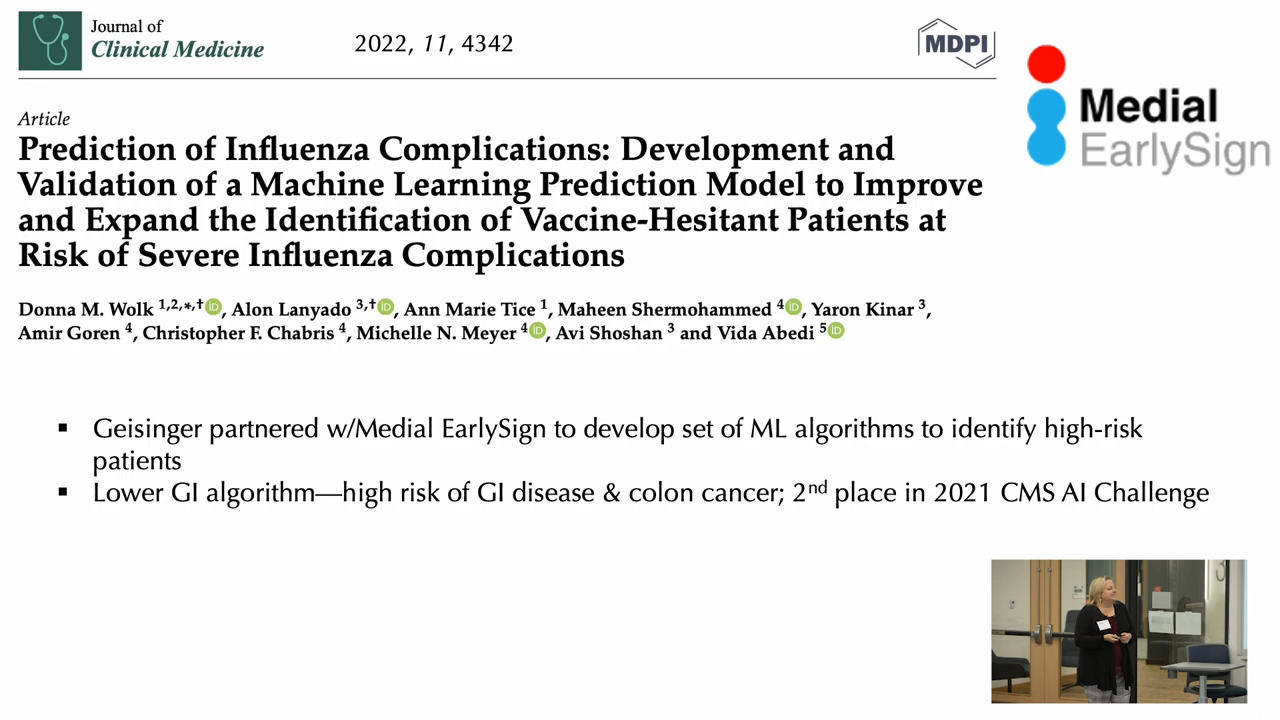 Journal of
Clinical Medicine
2022, 11, 4342
MDPI
Medial
EarlySign
Article
Prediction of Influenza Complications: Development and
Validation of a Machine Learning Prediction Model to Improve
and Expand the Identification of Vaccine-Hesitant Patients at
Risk of Severe Influenza Complications
Donna M. Wolk 1,2,*,† iD, Alon Lanyado 3,† iD, Ann Marie Tice 1, Maheen Shermohammed 4 iD, Yaron Kinar 3,
Amir Goren 4, Christopher F. Chabris 4, Michelle N. Meyer 4 iD, Avi Shoshan 3 and Vida Abedi 5 iD
▪ Geisinger partnered w/Medial EarlySign to develop set of ML algorithms to identify high-risk
patients
▪ Lower GI algorithm—high risk of GI disease & colon cancer; 2nd place in 2021 CMS AI Challenge